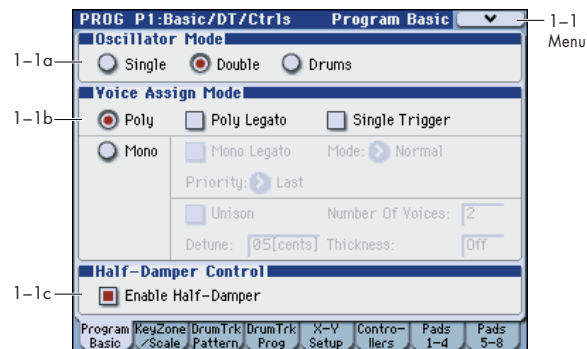 PROG P1:Basic/DT/Ctrls Program Basic
1–1
Menu
Oscillator Mode
1–1a
Single Double Drums
Voice Assign Mode
1–1b
Poly Poly Legato Single Trigger
Mono Mono Legato Mode: Normal
Priority: Last
Unison Number Of Voices: 2
Detune: 05[cents] Thickness: Off
Half-Damper Control
1–1c
Enable Half-Damper
Program KeyZone DrumTrk DrumTrk X-Y Contro- Pads Pads
Basic /Scale Pattern Prog Setup llers 1-4 5-8